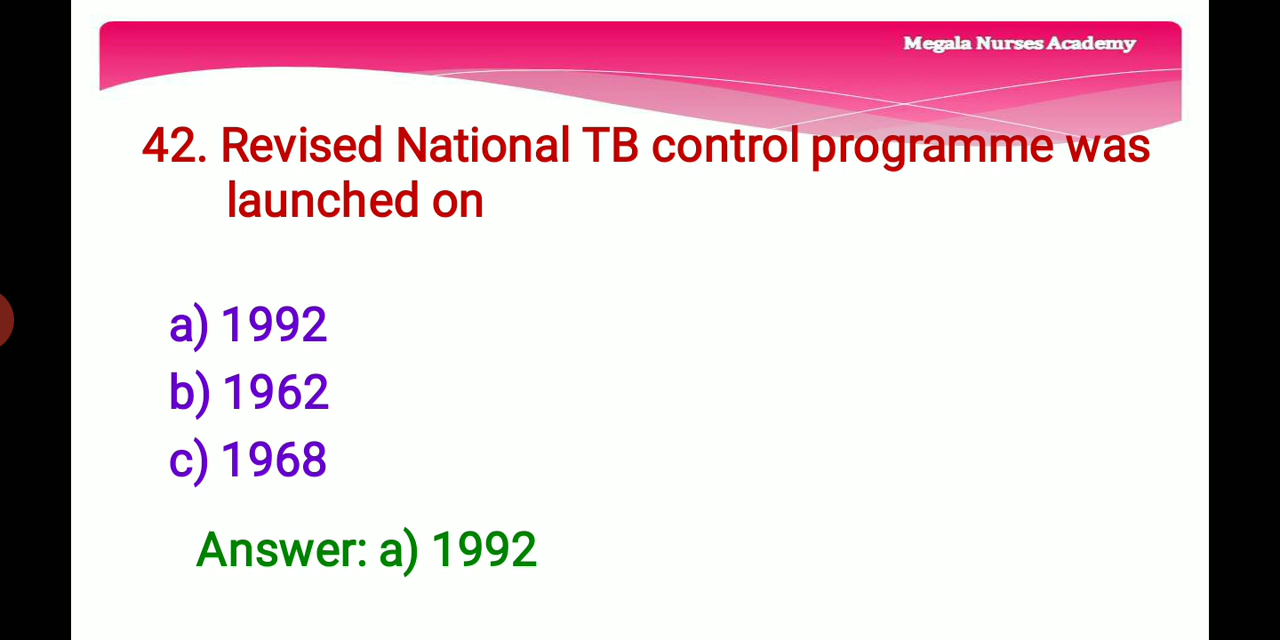 Megala Nurses Academy
42. Revised National TB control programme was
launched on
a) 1992
b) 1962
c) 1968
Answer: a) 1992